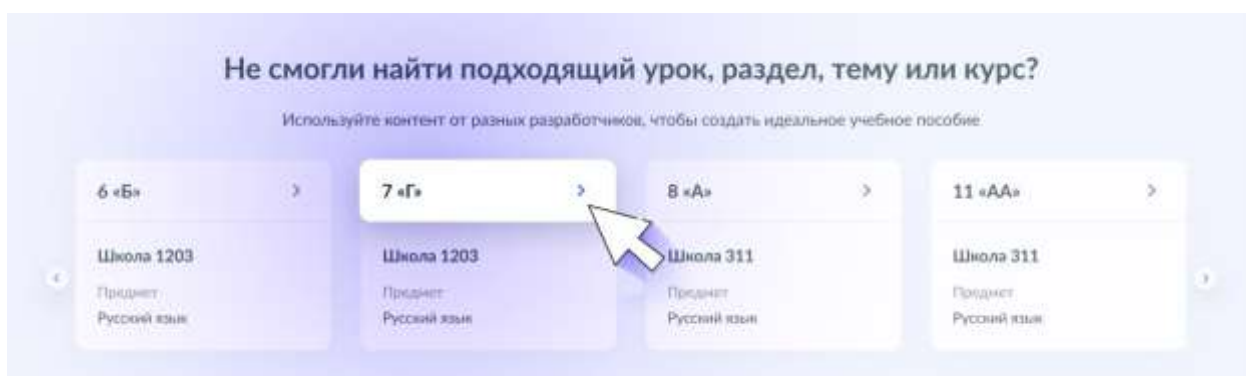 Не смогли найти подходящий урок, раздел, тему или курс?
Используйте контент от разных разработчиков, чтобы создать идеальное учебное пособие
6 «Б»
7 «Г»
8 «А»
11 «АА»
Школа 1203
Школа 1203
Школа 311
Школа 311
Предмет
Предмет
Предмет
Предмет
Русский язык
Русский язык
Русский язык
Русский язык